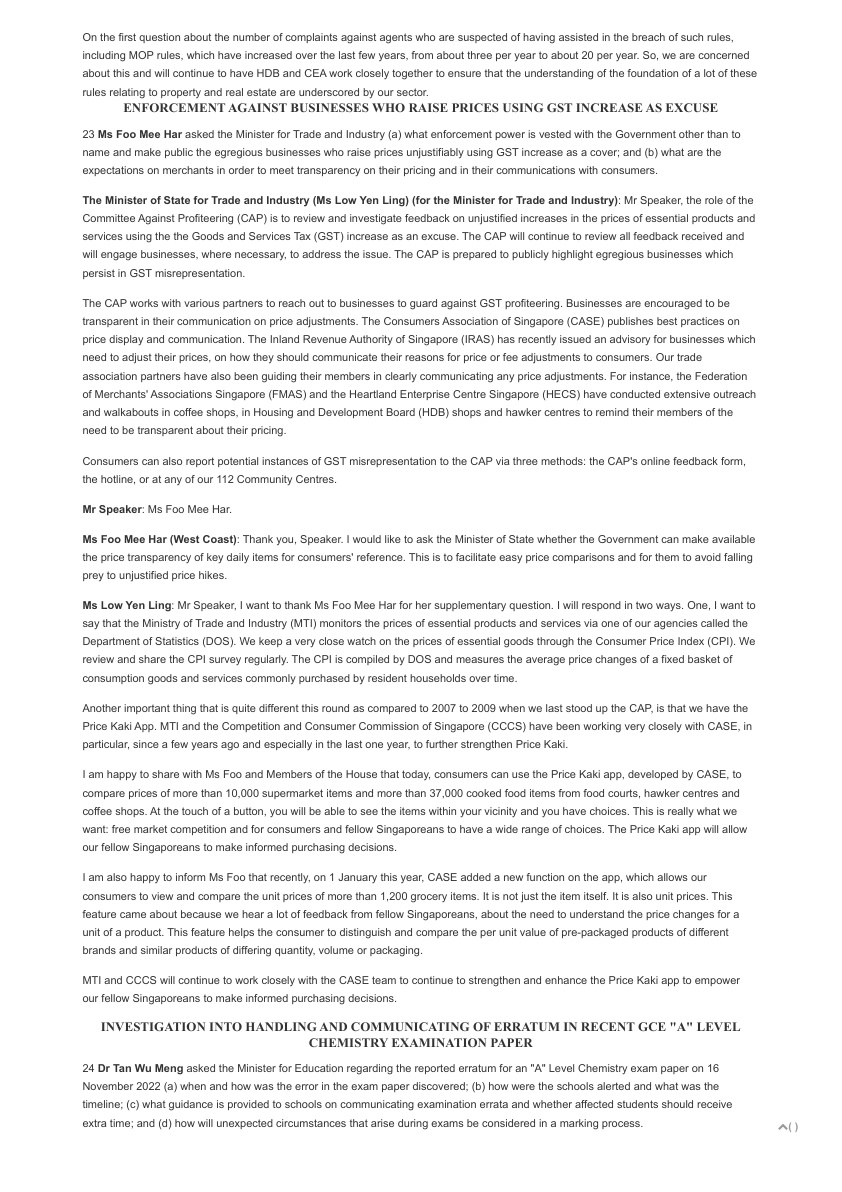 On the first question about the number of complaints against agents who are suspected of having assisted in the breach of such rules,
including MOP rules, which have increased over the last few years, from about three per year to about 20 per year. So, we are concerned
about this and will continue to have HDB and CEA work closely together to ensure that the understanding of the foundation of a lot of these
rules relating to property and real estate are underscored by our sector.
ENFORCEMENT AGAINST BUSINESSES WHO RAISE PRICES USING GST INCREASE AS EXCUSE
23 Ms Foo Mee Har asked the Minister for Trade and Industry (a) what enforcement power is vested with the Government other than to
name and make public the egregious businesses who raise prices unjustifiably using GST increase as a cover; and (b) what are the
expectations on merchants in order to meet transparency on their pricing and in their communications with consumers.
The Minister of State for Trade and Industry (Ms Low Yen Ling) (for the Minister for Trade and Industry): Mr Speaker, the role of the
Committee Against Profiteering (CAP) is to review and investigate feedback on unjustified increases in the prices of essential products and
services using the the Goods and Services Tax (GST) increase as an excuse. The CAP will continue to review all feedback received and
will engage businesses, where necessary, to address the issue. The CAP is prepared to publicly highlight egregious businesses which
persist in GST misrepresentation.
The CAP works with various partners to reach out to businesses to guard against GST profiteering. Businesses are encouraged to be
transparent in their communication on price adjustments. The Consumers Association of Singapore (CASE) publishes best practices on
price display and communication. The Inland Revenue Authority of Singapore (IRAS) has recently issued an advisory for businesses which
need to adjust their prices, on how they should communicate their reasons for price or fee adjustments to consumers. Our trade
association partners have also been guiding their members in clearly communicating any price adjustments. For instance, the Federation
of Merchants' Associations Singapore (FMAS) and the Heartland Enterprise Centre Singapore (HECS) have conducted extensive outreach
and walkabouts in coffee shops, in Housing and Development Board (HDB) shops and hawker centres to remind their members of the
need to be transparent about their pricing.
Consumers can also report potential instances of GST misrepresentation to the CAP via three methods: the CAP's online feedback form,
the hotline, or at any of our 112 Community Centres.
Mr Speaker: Ms Foo Mee Har.
Ms Foo Mee Har (West Coast): Thank you, Speaker. I would like to ask the Minister of State whether the Government can make available
the price transparency of key daily items for consumers' reference. This is to facilitate easy price comparisons and for them to avoid falling
prey to unjustified price hikes.
Ms Low Yen Ling: Mr Speaker, I want to thank Ms Foo Mee Har for her supplementary question. I will respond in two ways. One, I want to
say that the Ministry of Trade and Industry (MTI) monitors the prices of essential products and services via one of our agencies called the
Department of Statistics (DOS). We keep a very close watch on the prices of essential goods through the Consumer Price Index (CPI). We
review and share the CPI survey regularly. The CPI is compiled by DOS and measures the average price changes of a fixed basket of
consumption goods and services commonly purchased by resident households over time.
Another important thing that is quite different this round as compared to 2007 to 2009 when we last stood up the CAP, is that we have the
Price Kaki App. MTI and the Competition and Consumer Commission of Singapore (CCCS) have been working very closely with CASE, in
particular, since a few years ago and especially in the last one year, to further strengthen Price Kaki.
I am happy to share with Ms Foo and Members of the House that today, consumers can use the Price Kaki app, developed by CASE, to
compare prices of more than 10,000 supermarket items and more than 37,000 cooked food items from food courts, hawker centres and
coffee shops. At the touch of a button, you will be able to see the items within your vicinity and you have choices. This is really what we
want: free market competition and for consumers and fellow Singaporeans to have a wide range of choices. The Price Kaki app will allow
our fellow Singaporeans to make informed purchasing decisions.
I am also happy to inform Ms Foo that recently, on 1 January this year, CASE added a new function on the app, which allows our
consumers to view and compare the unit prices of more than 1,200 grocery items. It is not just the item itself. It is also unit prices. This
feature came about because we hear a lot of feedback from fellow Singaporeans, about the need to understand the price changes for a
unit of a product. This feature helps the consumer to distinguish and compare the per unit value of pre-packaged products of different
brands and similar products of differing quantity, volume or packaging.
MTI and CCCS will continue to work closely with the CASE team to continue to strengthen and enhance the Price Kaki app to empower
our fellow Singaporeans to make informed purchasing decisions.
INVESTIGATION INTO HANDLING AND COMMUNICATING OF ERRATUM IN RECENT GCE "A" LEVEL
CHEMISTRY EXAMINATION PAPER
24 Dr Tan Wu Meng asked the Minister for Education regarding the reported erratum for an "A" Level Chemistry exam paper on 16
November 2022 (a) when and how was the error in the exam paper discovered; (b) how were the schools alerted and what was the
timeline; (c) what guidance is provided to schools on communicating examination errata and whether affected students should receive
extra time; and (d) how will unexpected circumstances that arise during exams be considered in a marking process.
( )